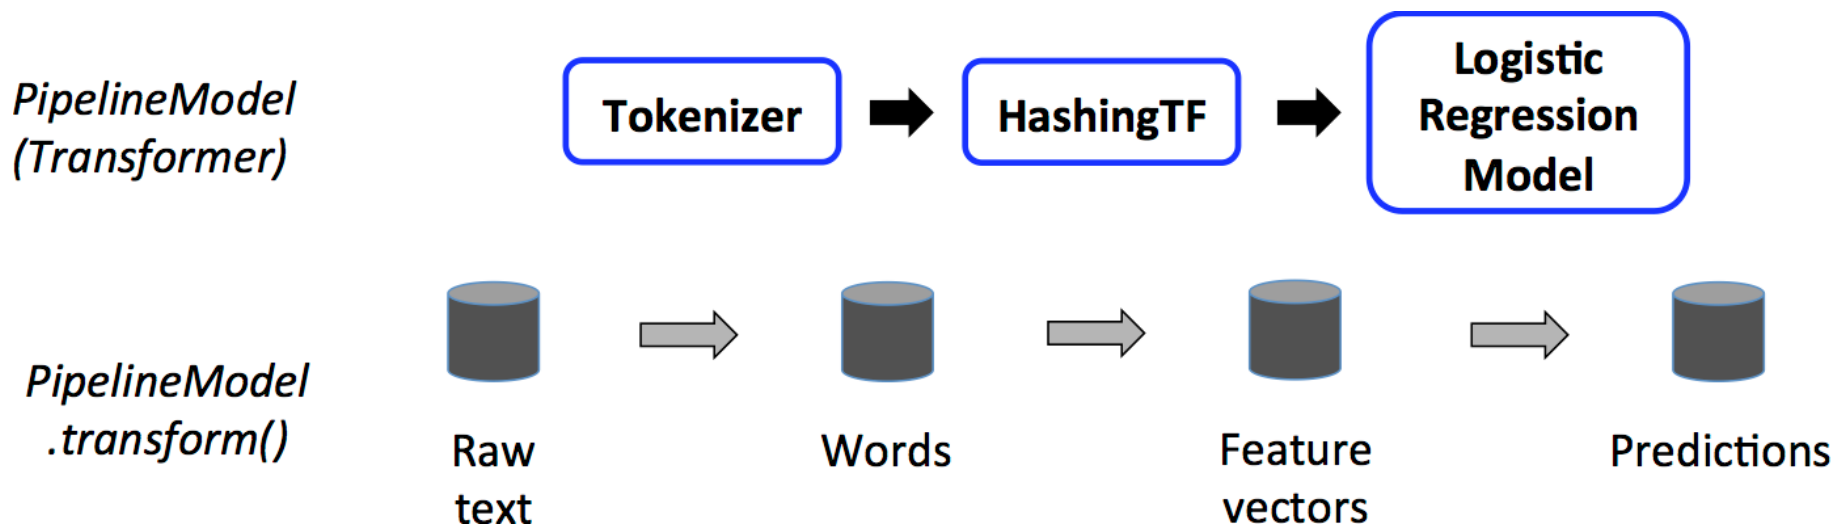 PipelineModel
(Transformer)
Tokenizer
HashingTF
Logistic
Regression
Model
PipelineModel
.transform()
Raw
text
Words
Feature
vectors
Predictions